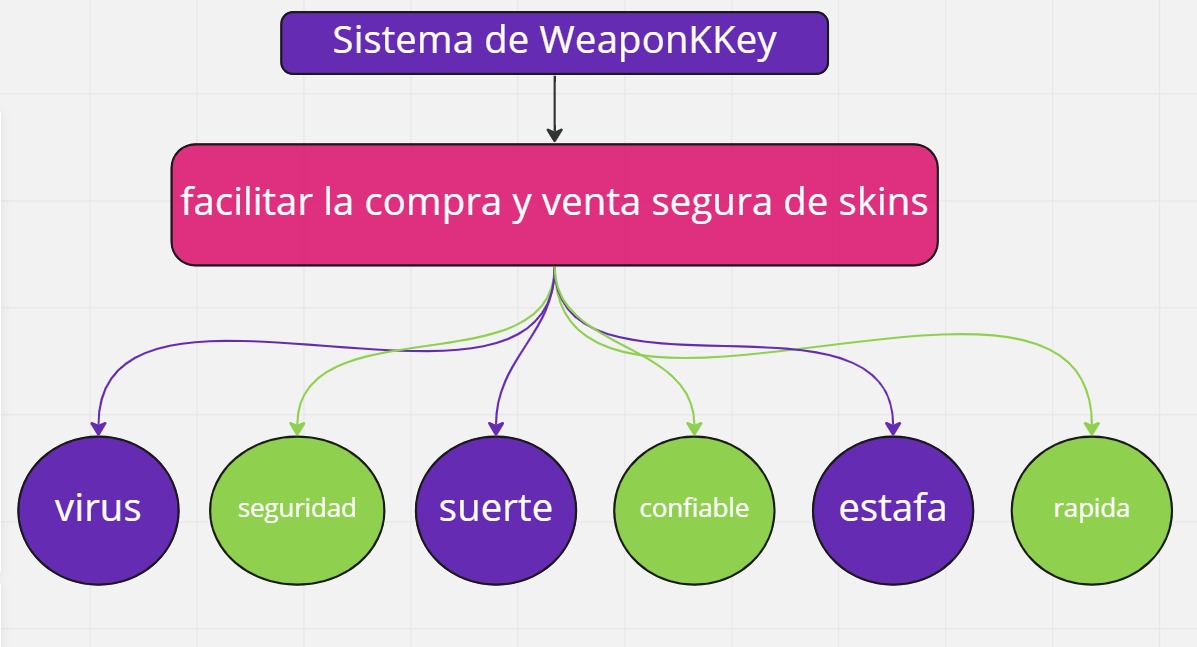 Sistema de WeaponKKey
facilitar la compra y venta segura de skins
virus
seguridad
suerte
confiable
estafa
rapida